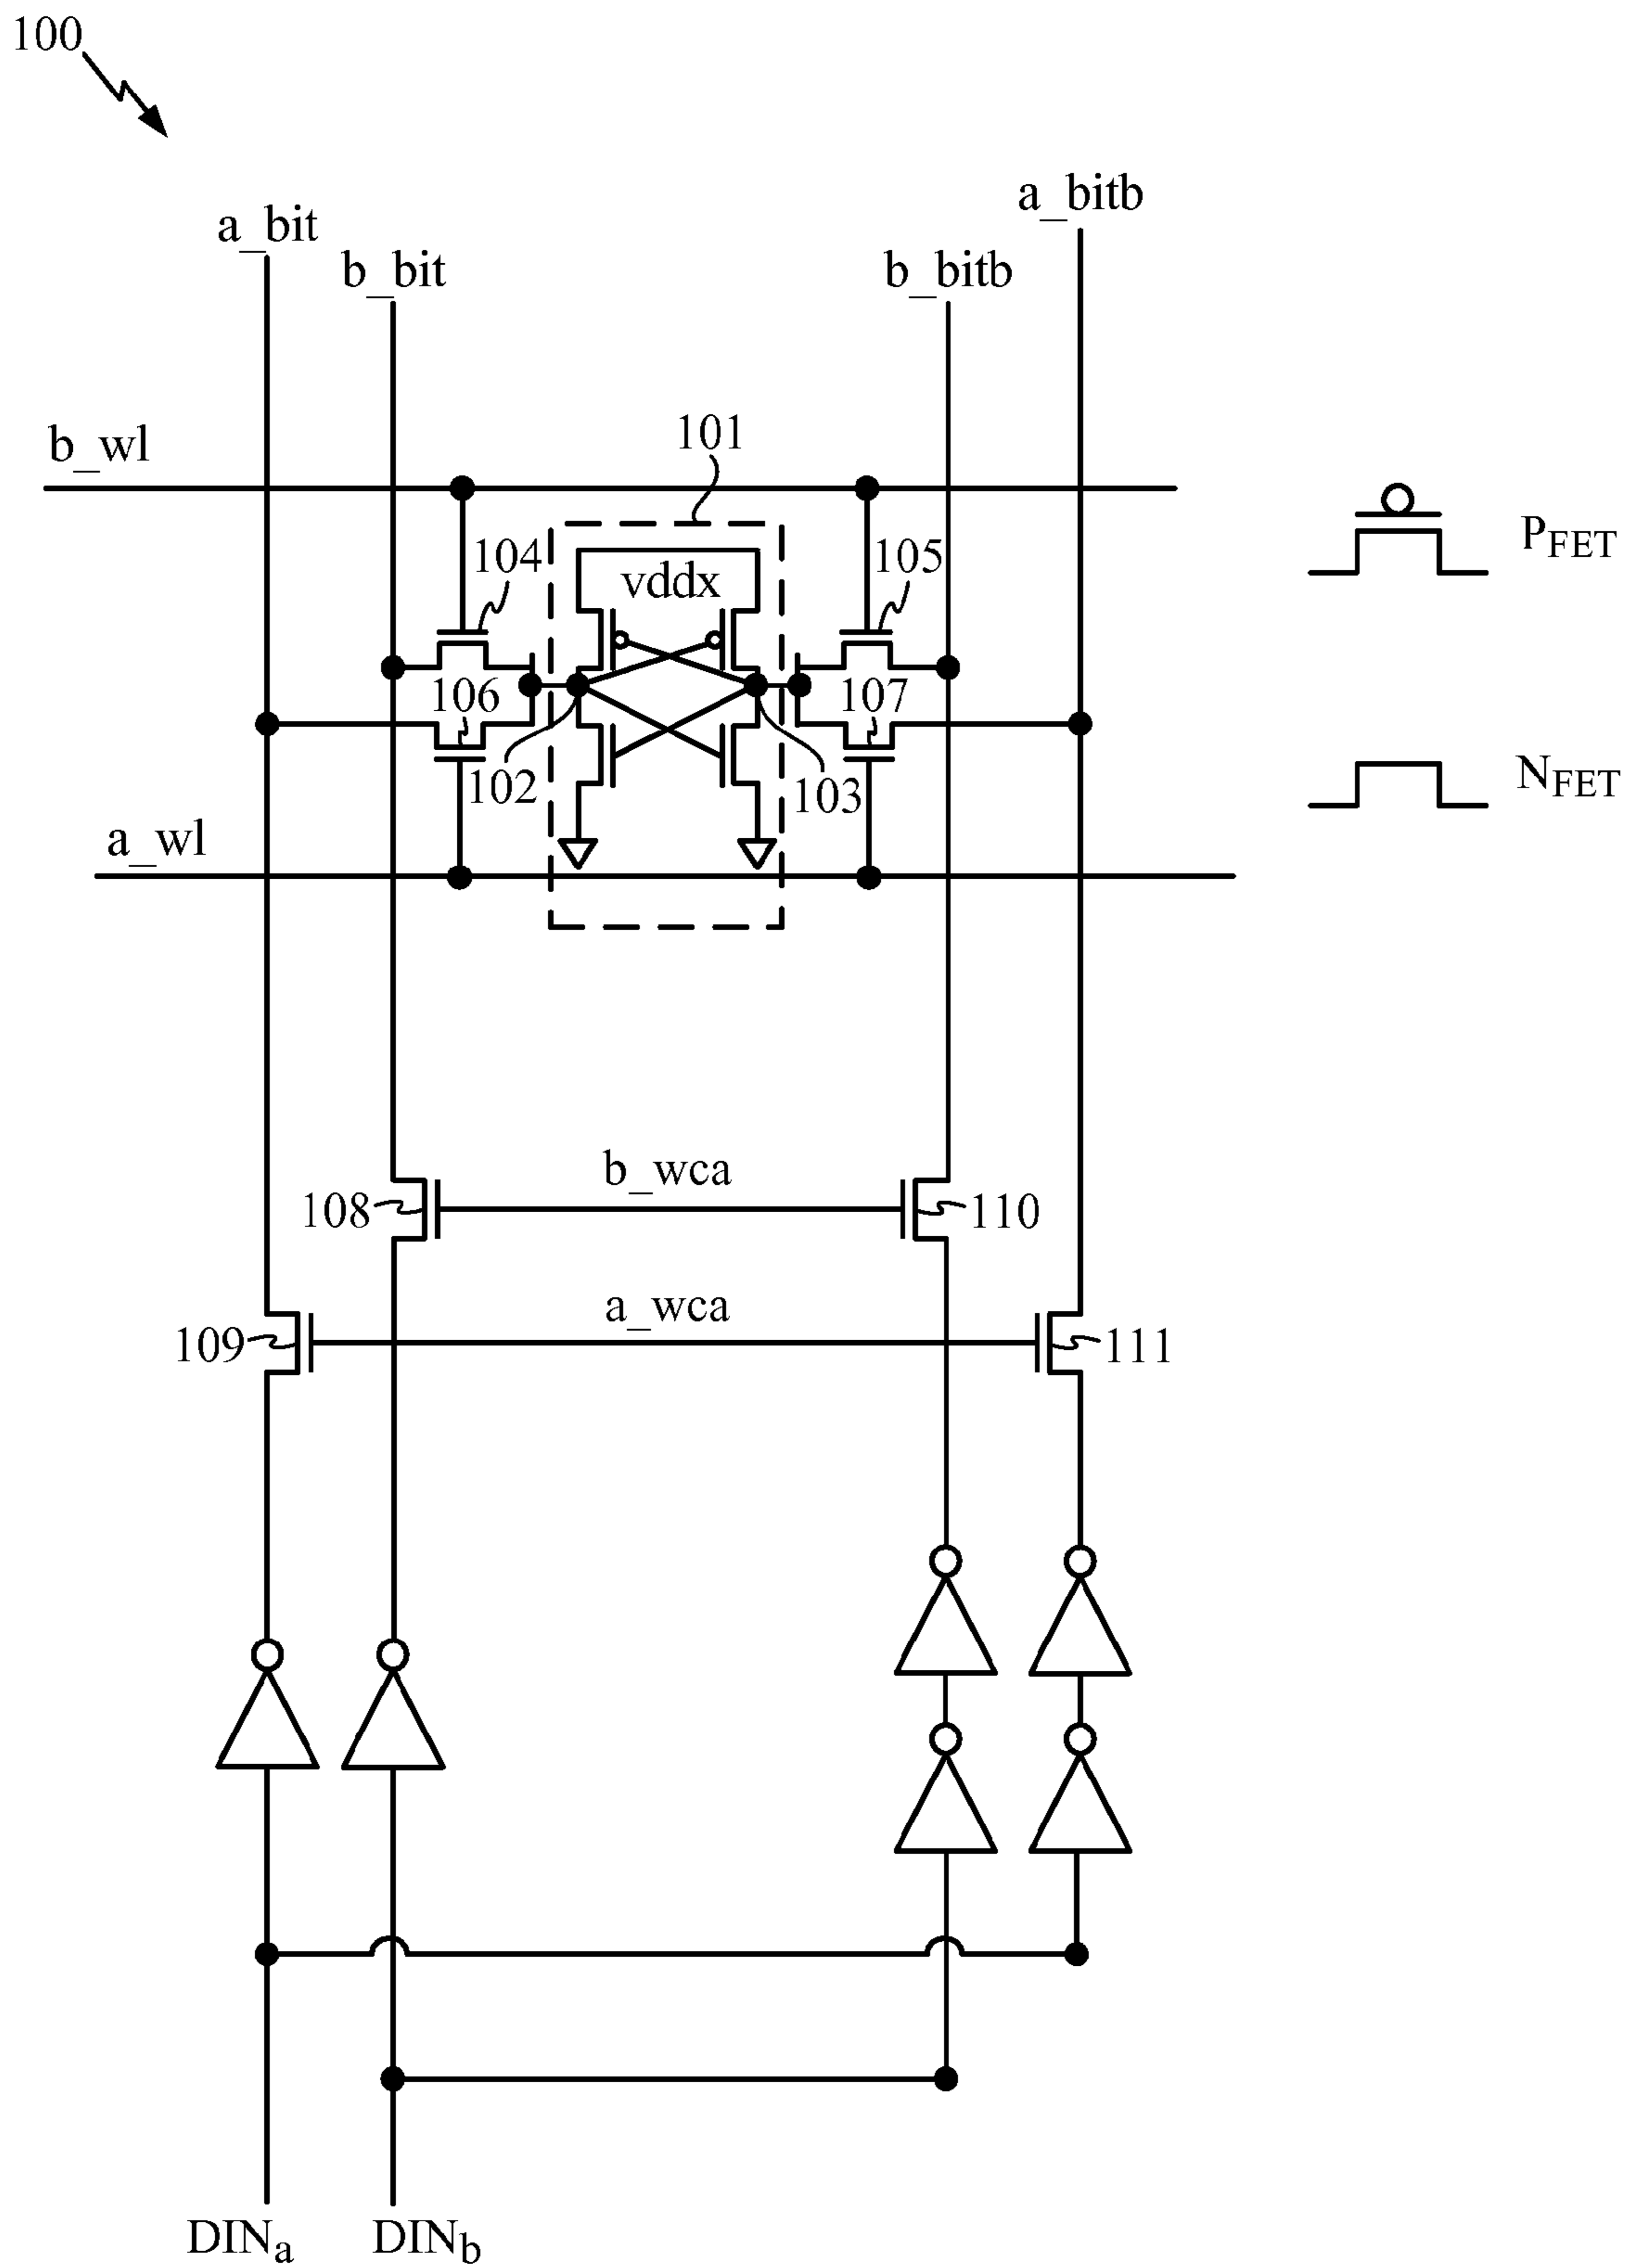 100
a_bitb
a_bit
b_bit
b_bitb
101
b_wl
104
105
PFET
vddx
106
107
102
103
NFET
a_wl
b_wca
108
110
a_wca
109
111
DINa
DINb